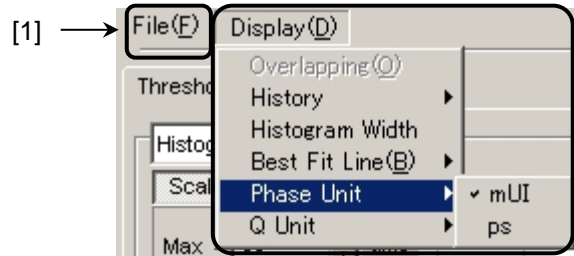 [1] File(F) Display(D)
Overlapping(O)
Thresho
History
Histogram Width
Histog
Best Fit Line(B)
Scal
Phase Unit ✓ mUI
Q Unit ps
Max